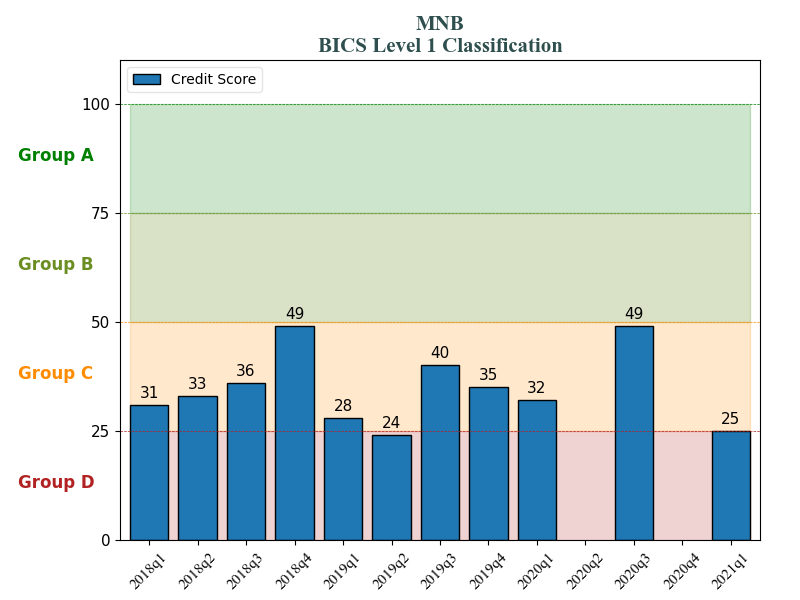 MNB
BICS Level 1 Classification
Credit Score
100
Group A
75
Group B
50
49
49
40
Group C
36
35
33
32
31
28
25
24
25
Group D
0
2018q1
2018q2
2018q3
2018q4
2019q1
2019q2
2019q3
2019q4
2020q1
2020q2
2020q3
2020q4
2021q1